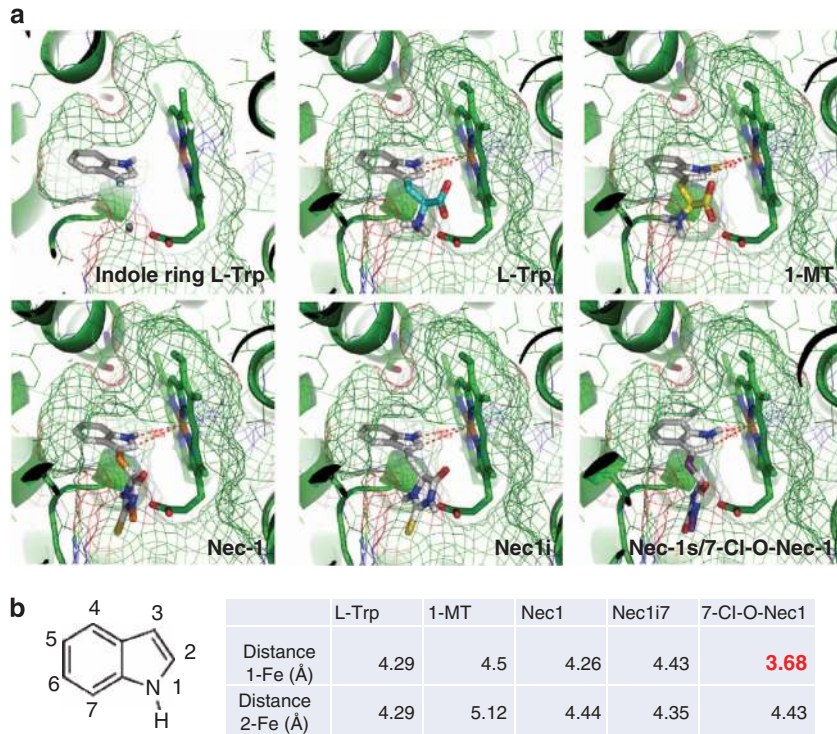 a
Indole ring L-Trp
L-Trp
1-MT
Nec-1
Nec1i
Nec-1s/7-Cl-O-Nec-1
b
4
3
5
2
6
1
7
N
H
L-Trp 1-MT Nec1 Nec1i7 7-Cl-O-Nec1
Distance
1-Fe (Å) 4.29 4.5 4.26 4.43 3.68
Distance
2-Fe (Å) 4.29 5.12 4.44 4.35 4.43